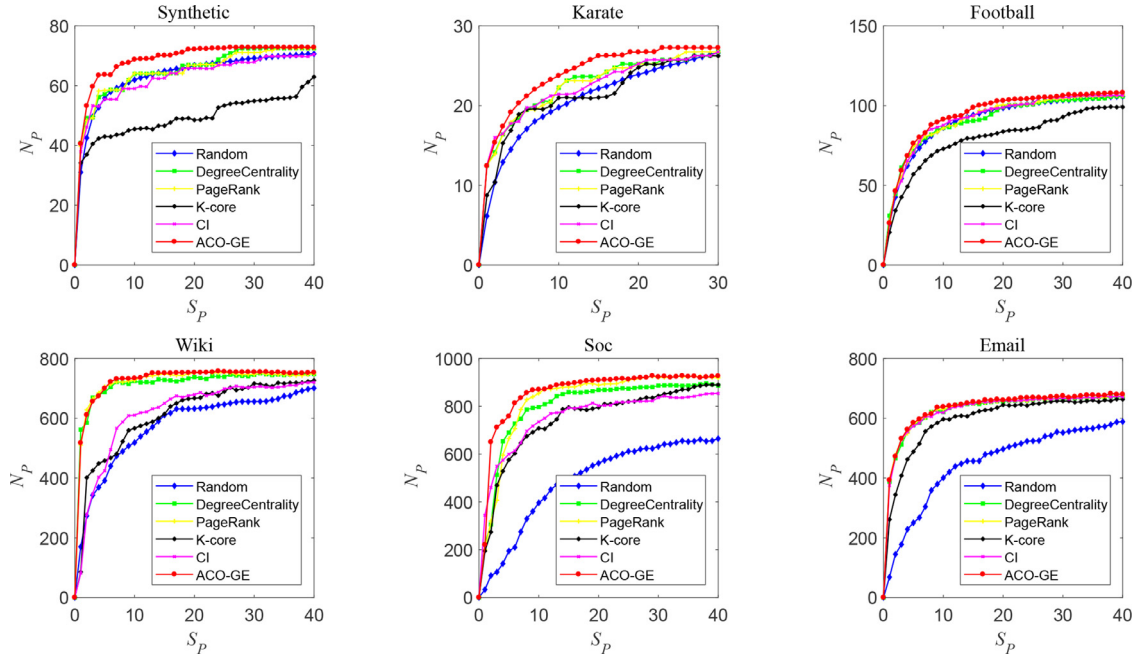 Synthetic
80
60
40
20
0
N_P
0 10 20 30 40
S_P
Random
DegreeCentrality
PageRank
K-core
CI
ACO-GE
Karate
30
20
10
0
N_P
0 10 20 30
S_P
Random
DegreeCentrality
PageRank
K-core
CI
ACO-GE
Football
150
100
50
0
N_P
0 10 20 30 40
S_P
Random
DegreeCentrality
PageRank
K-core
CI
ACO-GE
Wiki
800
600
400
200
0
N_P
0 10 20 30 40
S_P
Random
DegreeCentrality
PageRank
K-core
CI
ACO-GE
Soc
1000
800
600
400
200
0
N_P
0 10 20 30 40
S_P
Random
DegreeCentrality
PageRank
K-core
CI
ACO-GE
Email
800
600
400
200
0
N_P
0 10 20 30 40
S_P
Random
DegreeCentrality
PageRank
K-core
CI
ACO-GE